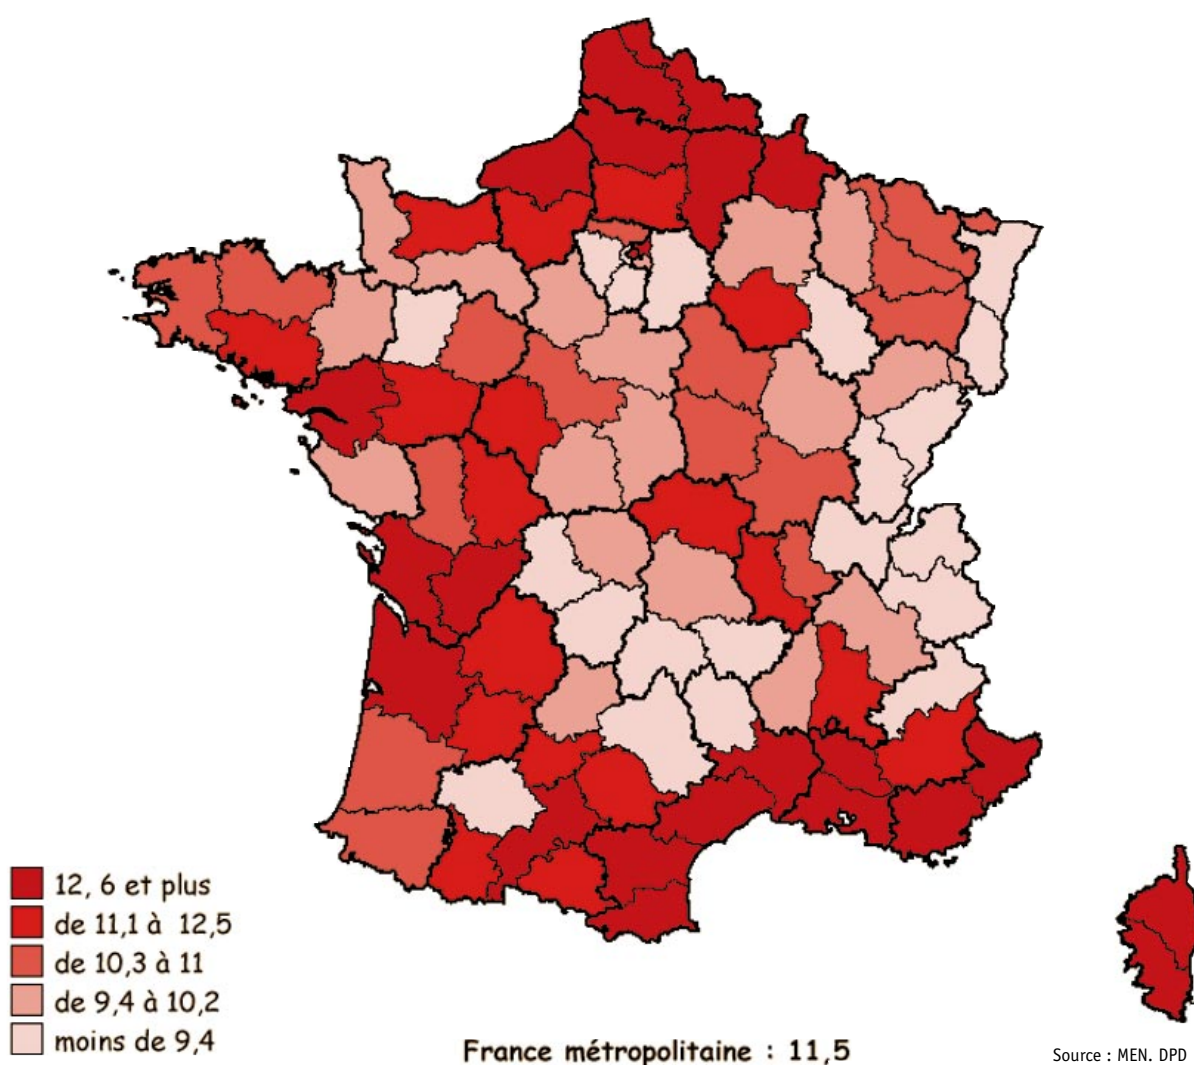 12, 6 et plus
de 11,1 à 12,5
de 10,3 à 11
de 9,4 à 10,2
moins de 9,4
France métropolitaine : 11,5
Source : MEN. DPD